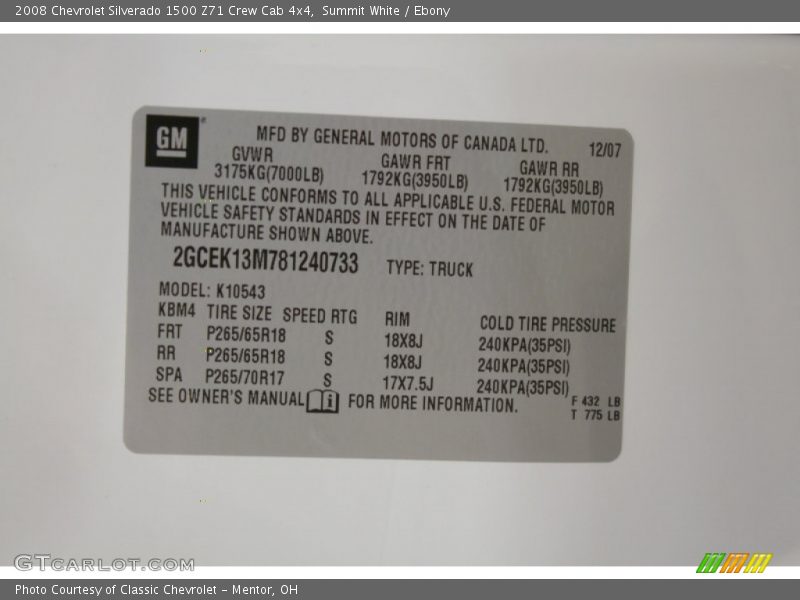 2008 Chevrolet Silverado 1500 Z71 Crew Cab 4x4, Summit White / Ebony
GM
MFD BY GENERAL MOTORS OF CANADA LTD. 12/07
GVWR GAWR FRT GAWR RR
3175KG(7000LB) 1792KG(3950LB) 1792KG(3950LB)
THIS VEHICLE CONFORMS TO ALL APPLICABLE U.S. FEDERAL MOTOR
VEHICLE SAFETY STANDARDS IN EFFECT ON THE DATE OF
MANUFACTURE SHOWN ABOVE.
2GCEK13M781240733 TYPE: TRUCK
MODEL: K10543
KBM4 TIRE SIZE SPEED RTG RIM COLD TIRE PRESSURE
FRT P265/65R18 S 18X8J 240KPA(35PSI)
RR P265/65R18 S 18X8J 240KPA(35PSI)
SPA P265/70R17 S 17X7.5J 240KPA(35PSI)
SEE OWNER'S MANUAL i FOR MORE INFORMATION.
F 432 LB
T 775 LB
GTCARLOT.COM
Photo Courtesy of Classic Chevrolet - Mentor, OH